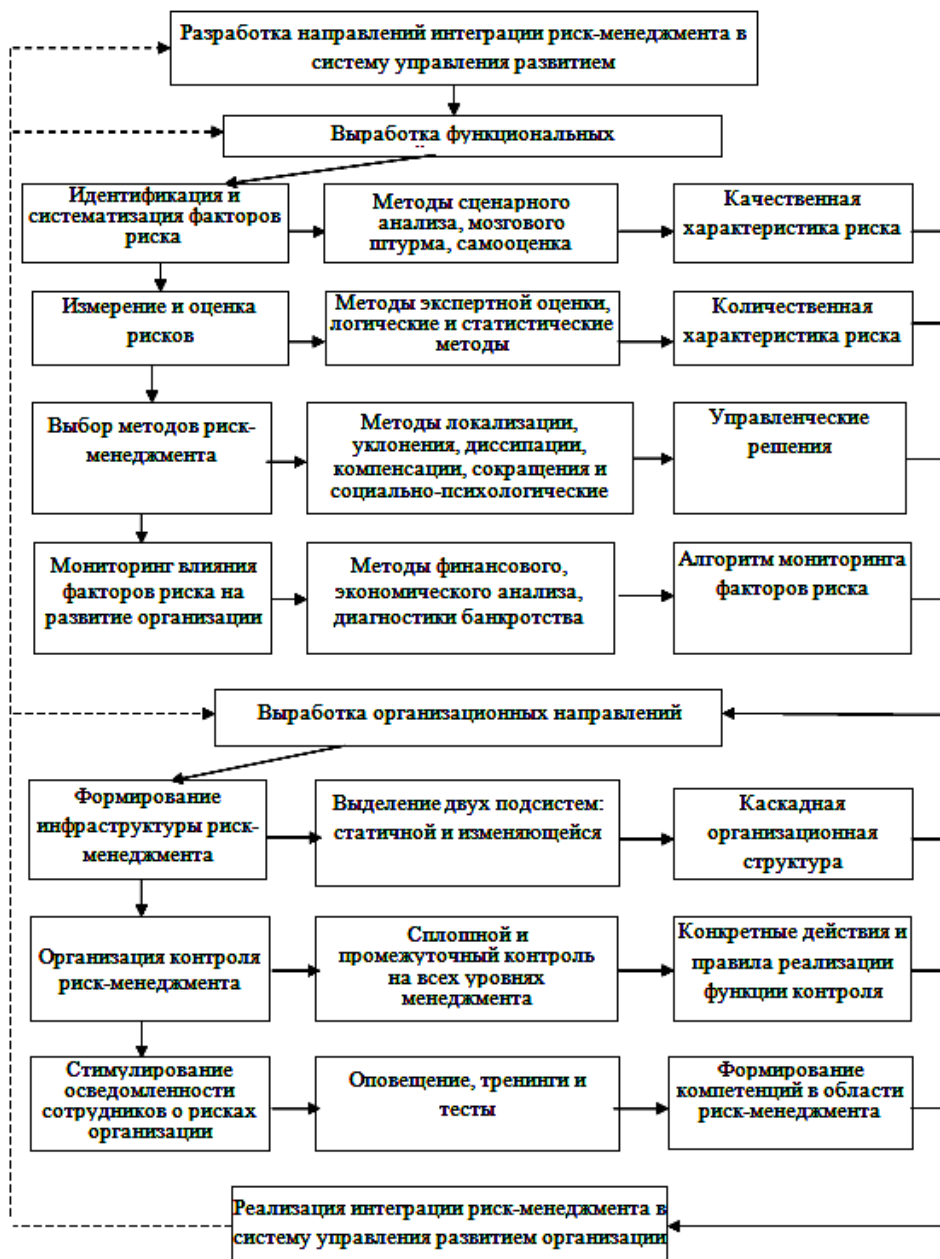 Разработка направлений интеграции риск-менеджмента в
систему управления развитием
Выработка функциональных
Идентификация и
систематизация факторов
риска
Методы сценарного
анализа, мозгового
штурма, самооценка
Качественная
характеристика риска
Измерение и оценка
рисков
Методы экспертной оценки,
логические и статистические
методы
Количественная
характеристика риска
Выбор методов риск-
менеджмента
Методы локализации,
уклонения, диссипации,
компенсации, сокращения и
социально-психологические
Управленческие
решения
Мониторинг влияния
факторов риска на
развитие организации
Методы финансового,
экономического анализа,
диагностики банкротства
Алгоритм мониторинга
факторов риска
Выработка организационных направлений
Формирование
инфраструктуры риск-
менеджмента
Выделение двух подсистем:
статичной и изменяющейся
Каскадная
организационная
структура
Организация контроля
риск-менеджмента
Сплошной и
промежуточный контроль
на всех уровнях
менеджмента
Конкретные действия и
правила реализации
функции контроля
Стимулирование
осведомленности
сотрудников о рисках
организации
Оповещение, тренинги и
тесты
Формирование
компетенций в области
риск-менеджмента
Реализация интеграции риск-менеджмента в
систему управления развитием организации